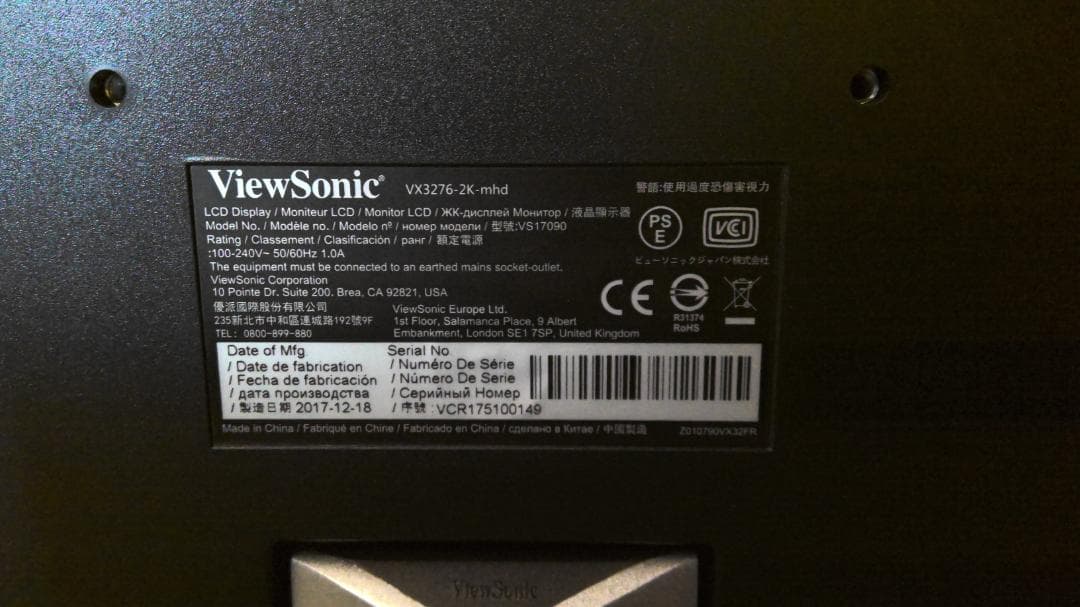 ViewSonic® VX3276-2K-mhd
警語:使用過度恐傷害視力
LCD Display / Moniteur LCD / Monitor LCD / ЖК-дисплей Монитор / 液晶顯示器
Model No. / Modèle no. / Modelo nº / номер модели / 型號:VS17090
Rating / Classement / Clasificación / ранг / 額定電源
:100-240V~ 50/60Hz 1.0A
The equipment must be connected to an earthed mains socket-outlet.
PS
E
VCI
ビューソニックジャパン株式会社
ViewSonic Corporation
10 Pointe Dr. Suite 200. Brea, CA 92821, USA
優派國際股份有限公司
235新北市中和區連城路192號9F
TEL: 0800-899-880
ViewSonic Europe Ltd.
1st Floor, Salamanca Place, 9 Albert
Embankment, London SE1 7SP, United Kingdom
CE
R31374
RoHS
Date of Mfg
/ Date de fabrication
/ Fecha de fabricación
/ дата производства
/ 製造日期 2017-12-18
Serial No
/ Numéro De Série
/ Número De Serie
/ Серийный Номер
/ 序號 :VCR175100149
Made in China / Fabriqué en Chine / Fabricado en China / сделано в Китае / 中國製造
Z010790VX32FR
ViewSonic